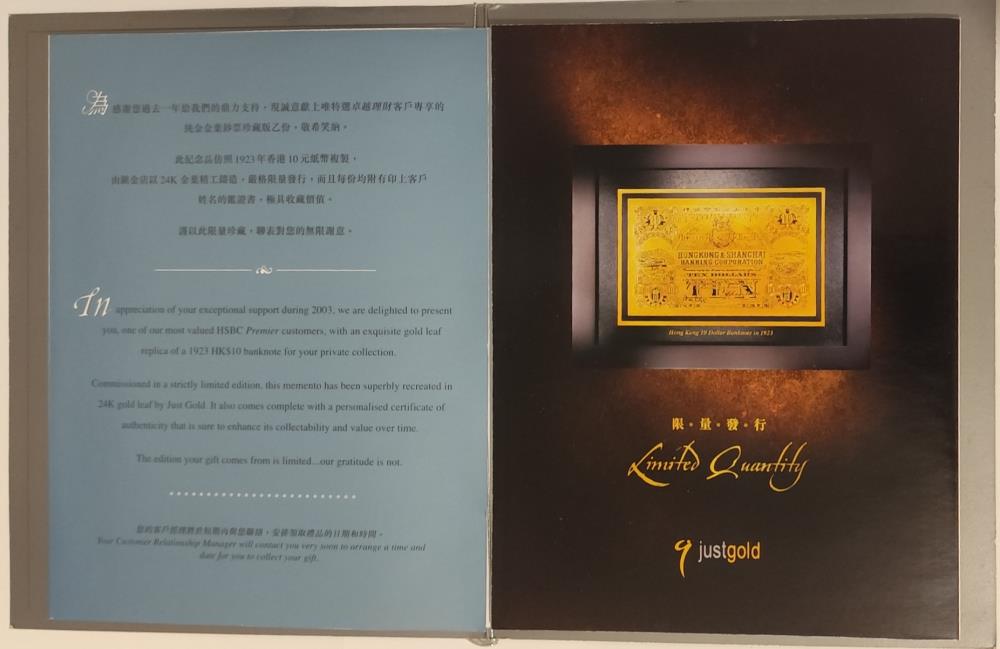 為感謝您過去一年給我們的鼎力支持，現誠意獻上唯特選卓越理財客戶專享的
純金金葉鈔票珍藏版乙份，敬希笑納。
此紀念品仿照1923年香港10元紙幣複製，
由鎮金店以24K金葉精工鑄造，嚴格限量發行，而且每份均附有印上客戶
姓名的鑑證書，極具收藏價值。
謹以此限量珍藏，聊表對您的無限謝意。
In appreciation of your exceptional support during 2003, we are delighted to present
you, one of our most valued HSBC Premier customers, with an exquisite gold leaf
replica of a 1923 HK$10 banknote for your private collection.
Commissioned in a strictly limited edition, this memento has been superbly recreated in
24K gold leaf by Just Gold. It also comes complete with a personalised certificate of
authenticity that is sure to enhance its collectability and value over time.
The edition your gift comes from is limited...our gratitude is not.
您的客戶經理將於短期內與您聯絡，安排領取禮品的日期和時間。
Your Customer Relationship Manager will contact you very soon to arrange a time and
date for you to collect your gift.
HONGKONG & SHANGHAI
BANKING CORPORATION
TEN DOLLARS
TEN
Hong Kong 10 Dollar Banknote in 1923
限•量•發•行
Limited Quantity
justgold